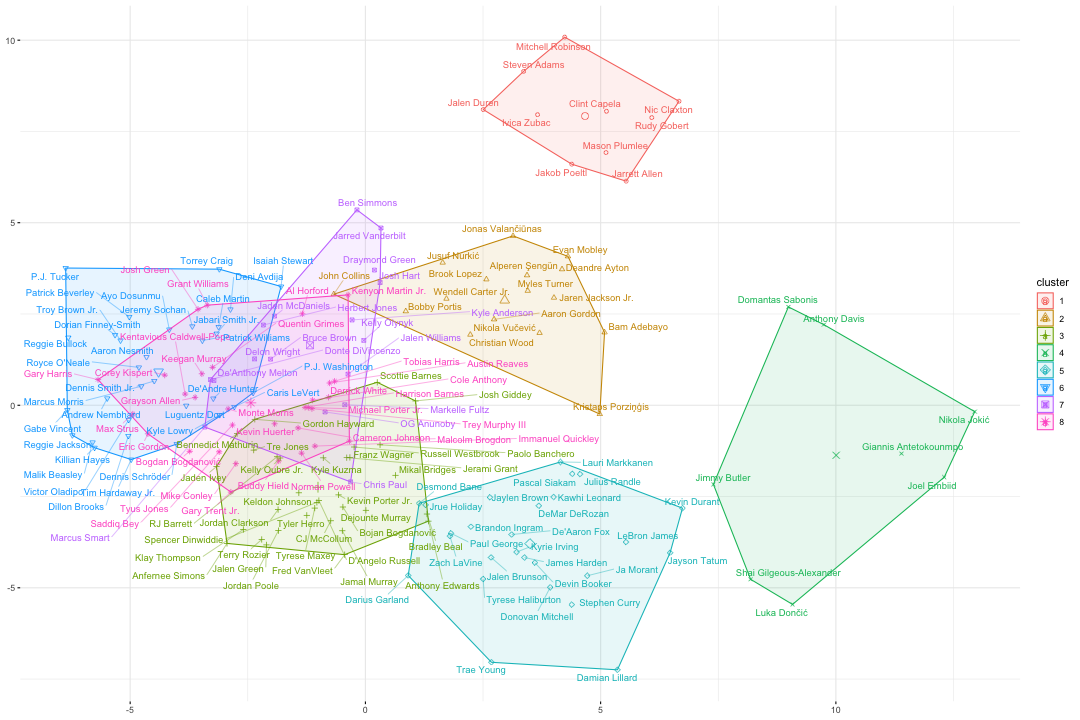 10
5
0
-5
-5
0
5
10
Mitchell Robinson
Steven Adams
Jalen Duren
Clint Capela
Nic Claxton
Ivica Zubac
Rudy Gobert
Mason Plumlee
Jakob Poeltl
Jarrett Allen
Ben Simmons
Jarred Vanderbilt
Jonas Valančiūnas
Evan Mobley
Torrey Craig
Isaiah Stewart
Draymond Green
Jusuf Nurkić
Alperen Sengün
Deandre Ayton
P.J. Tucker
Josh Green
Deni Avdija
John Collins
Josh Hart
Brook Lopez
Myles Turner
Grant Williams
Patrick Beverley
Ayo Dosunmu
Caleb Martin
Al Horford
Kenyon Martin Jr.
Wendell Carter Jr.
Jaren Jackson Jr.
Domantas Sabonis
Troy Brown Jr.
Jeremy Sochan
Jaden McDaniels
Herbert Jones
Bobby Portis
Kyle Anderson
Aaron Gordon
Anthony Davis
Dorian Finney-Smith
Jabari Smith Jr.
Quentin Grimes
Kelly Olynyk
Nikola Vučević
Bam Adebayo
Reggie Bullock
Kentavious Caldwell-Pope
Patrick Williams
Bruce Brown
Jalen Williams
Christian Wood
Aaron Nesmith
Delon Wright
Donte DiVincenzo
Royce O'Neale
Keegan Murray
P.J. Washington
Tobias Harris
Austin Reaves
Gary Harris
Corey Kispert
De'Anthony Melton
Scottie Barnes
Cole Anthony
Dennis Smith Jr.
De'Andre Hunter
Caris LeVert
Derrick White
Harrison Barnes
Josh Giddey
Marcus Morris
Grayson Allen
Monte Morris
Michael Porter Jr.
Markelle Fultz
Kristaps Porziņģis
Andrew Nembhard
Luguentz Dort
Gordon Hayward
OG Anunoby
Trey Murphy III
Nikola Jokić
Gabe Vincent
Max Strus
Kyle Lowry
Kevin Huerter
Cameron Johnson
Malcolm Brogdon
Immanuel Quickley
Reggie Jackson
Eric Gordon
Bennedict Mathurin
Tre Jones
Franz Wagner
Russell Westbrook
Paolo Banchero
Giannis Antetokounmpo
Killian Hayes
Bogdan Bogdanović
Kelly Oubre Jr.
Kyle Kuzma
Mikal Bridges
Jerami Grant
Lauri Markkanen
Malik Beasley
Dennis Schröder
Jaden Ivey
Chris Paul
Desmond Bane
Pascal Siakam
Julius Randle
Jimmy Butler
Joel Embiid
Victor Oladipo
Tim Hardaway Jr.
Mike Conley
Buddy Hield
Norman Powell
Jaylen Brown
Kawhi Leonard
Kevin Durant
Dillon Brooks
Tyus Jones
Gary Trent Jr.
Keldon Johnson
Kevin Porter Jr.
Jrue Holiday
DeMar DeRozan
Saddiq Bey
RJ Barrett
Jordan Clarkson
Tyler Herro
Dejounte Murray
Brandon Ingram
De'Aaron Fox
LeBron James
Marcus Smart
Spencer Dinwiddie
CJ McCollum
Bojan Bogdanović
Bradley Beal
Paul George
Kyrie Irving
Klay Thompson
Terry Rozier
Tyrese Maxey
D'Angelo Russell
Zach LaVine
James Harden
Jayson Tatum
Anfernee Simons
Jalen Green
Fred VanVleet
Jalen Brunson
Ja Morant
Shai Gilgeous-Alexander
Jordan Poole
Jamal Murray
Anthony Edwards
Devin Booker
Darius Garland
Tyrese Haliburton
Stephen Curry
Donovan Mitchell
Luka Dončić
Trae Young
Damian Lillard
cluster
1
2
3
4
5
6
7
8